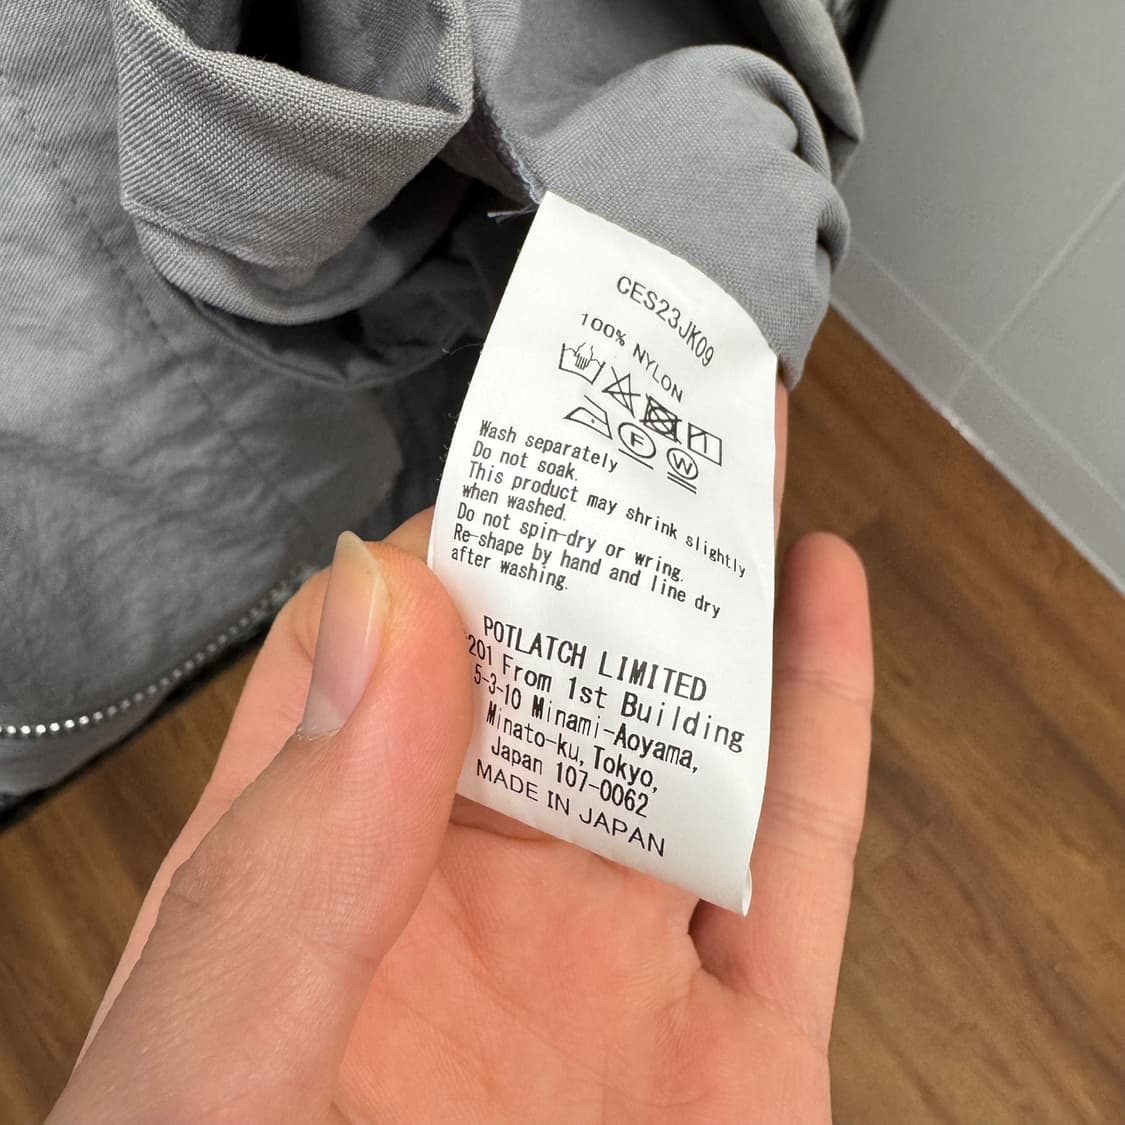 CES23JK09
100% NYLON
F
W
Wash separately
Do not soak.
This product may shrink slightly
when washed.
Do not spin-dry or wring.
Re-shape by hand and line dry
after washing.
POTLATCH LIMITED
201 From 1st Building
5-3-10 Minami-Aoyama,
Minato-ku, Tokyo,
Japan 107-0062
MADE IN JAPAN